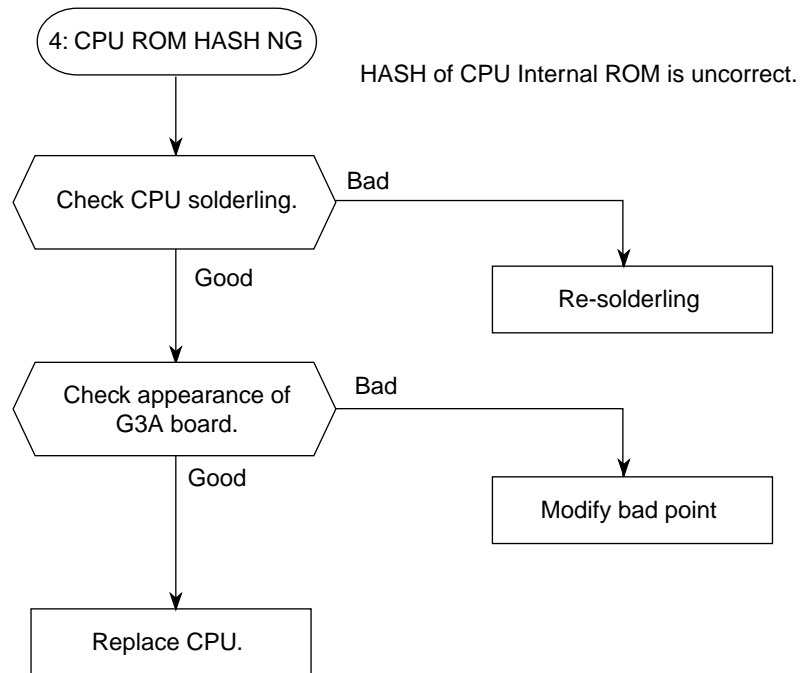 4: CPU ROM HASH NG
HASH of CPU Internal ROM is uncorrect.
Check CPU solderling.
Bad
Good
Re-solderling
Check appearance of
G3A board.
Bad
Good
Modify bad point
Replace CPU.